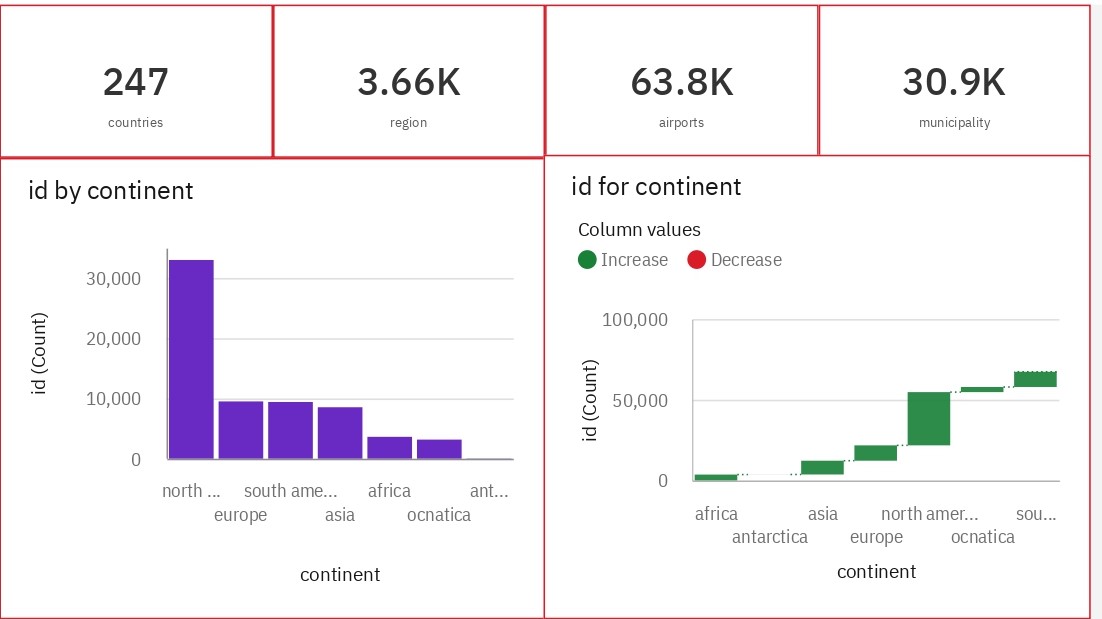 247
countries
3.66K
region
63.8K
airports
30.9K
municipality
id by continent
id (Count)
30,000
20,000
10,000
0
north ...
south ame...
africa
ant...
europe
asia
ocnatica
continent
id for continent
Column values
Increase
Decrease
id (Count)
100,000
50,000
0
africa
asia
north amer...
sou...
antarctica
europe
ocnatica
continent